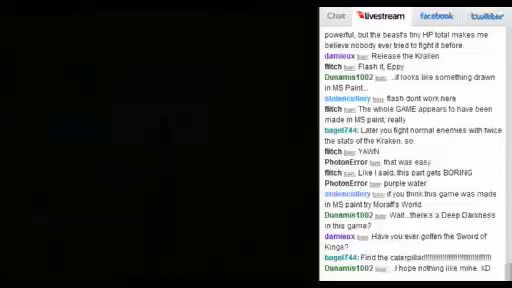 Chat livestream facebook twitter
powerful, but the beast's tiny HP total makes me
believe nobody ever tried to fight it before.
damieux ban: Release the Kraken
flitch ban: Flash it, Eppy
Dunamis1002 ban: ...it looks like something drawn
in MS Paint...
stolencutlery ban: flash dont work here
flitch ban: The whole GAME appears to have been
made in MS paint, really
bagel744: Later you fight normal enemies with twice
the stats of the Kraken, so:
flitch ban: YAWN
PhotonError ban: that was easy
flitch ban: Like I said, this part gets BORING
PhotonError ban: purple water
stolencutlery ban: if you think this game was made
in MS paint try Moraff's World
Dunamis1002 ban: Wait...there's a Deep Darkness
in this game?
damieux ban: Have you ever gotten the Sword of
Kings?
bagel744: Find the caterpillar!!!!!!!!!!!!!!!!!!!!!!!!!!!!!!
Dunamis1002 ban: ...I hope nothing like mine. XD